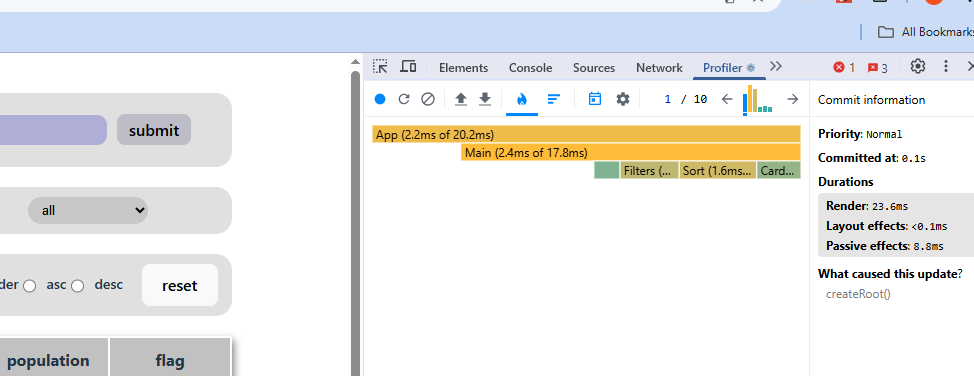 All Bookmarks
Elements Console Sources Network Profiler 1 3
1 / 10
Commit information
App (2.2ms of 20.2ms)
Main (2.4ms of 17.8ms)
Filters (... Sort (1.6ms... Card...
Priority: Normal
Committed at: 0.1s
Durations
Render: 23.6ms
Layout effects: <0.1ms
Passive effects: 8.8ms
What caused this update?
createRoot()
submit
all
der asc desc reset
population flag